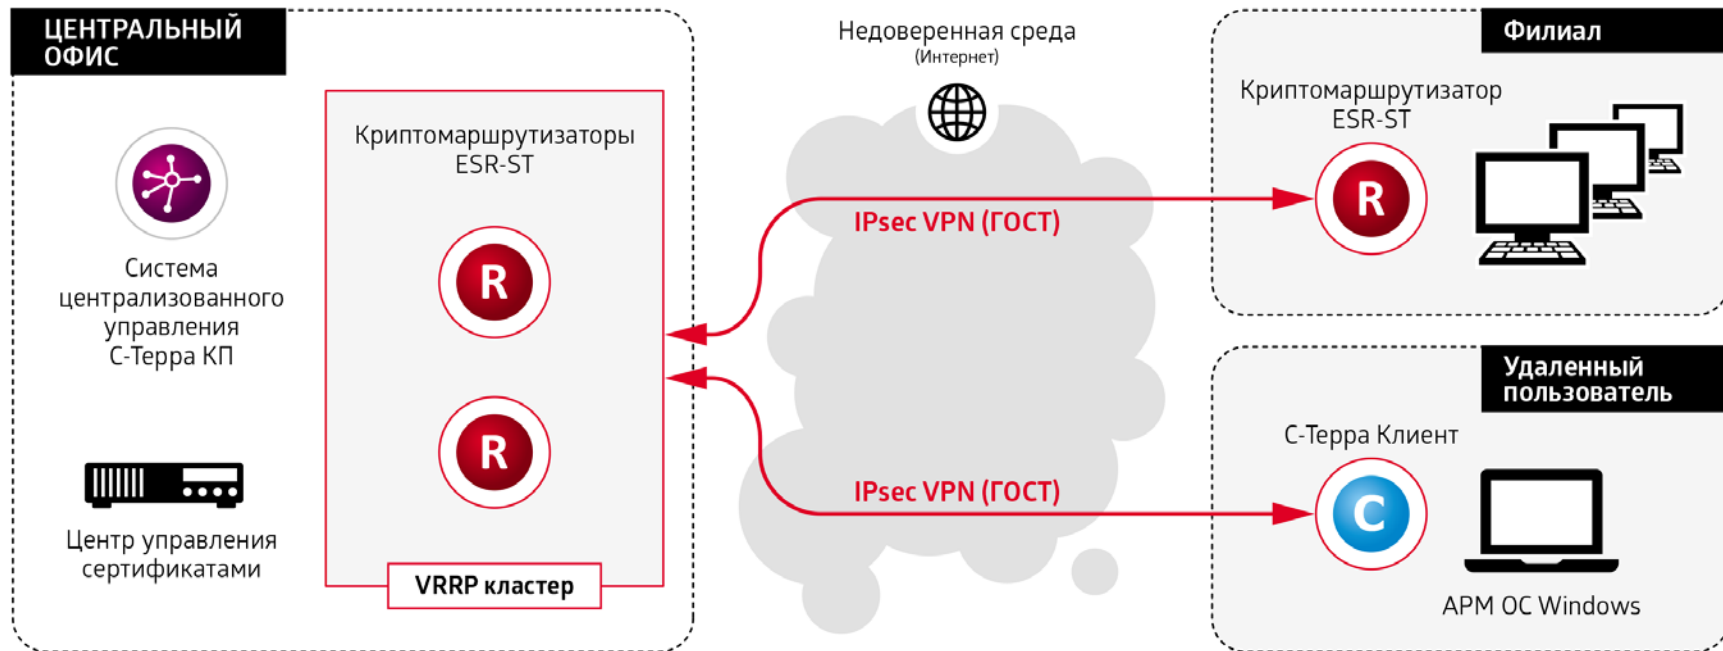 ЦЕНТРАЛЬНЫЙ
ОФИС
Система
централизованного
управления
С-Терра КП
Центр управления
сертификатами
Криптомаршрутизаторы
ESR-ST
R
R
VRRP кластер
Недоверенная среда
(Интернет)
IPsec VPN (ГОСТ)
IPsec VPN (ГОСТ)
Филиал
Криптомаршрутизатор
ESR-ST
R
Удаленный
пользователь
С-Терра Клиент
C
АРМ ОС Windows